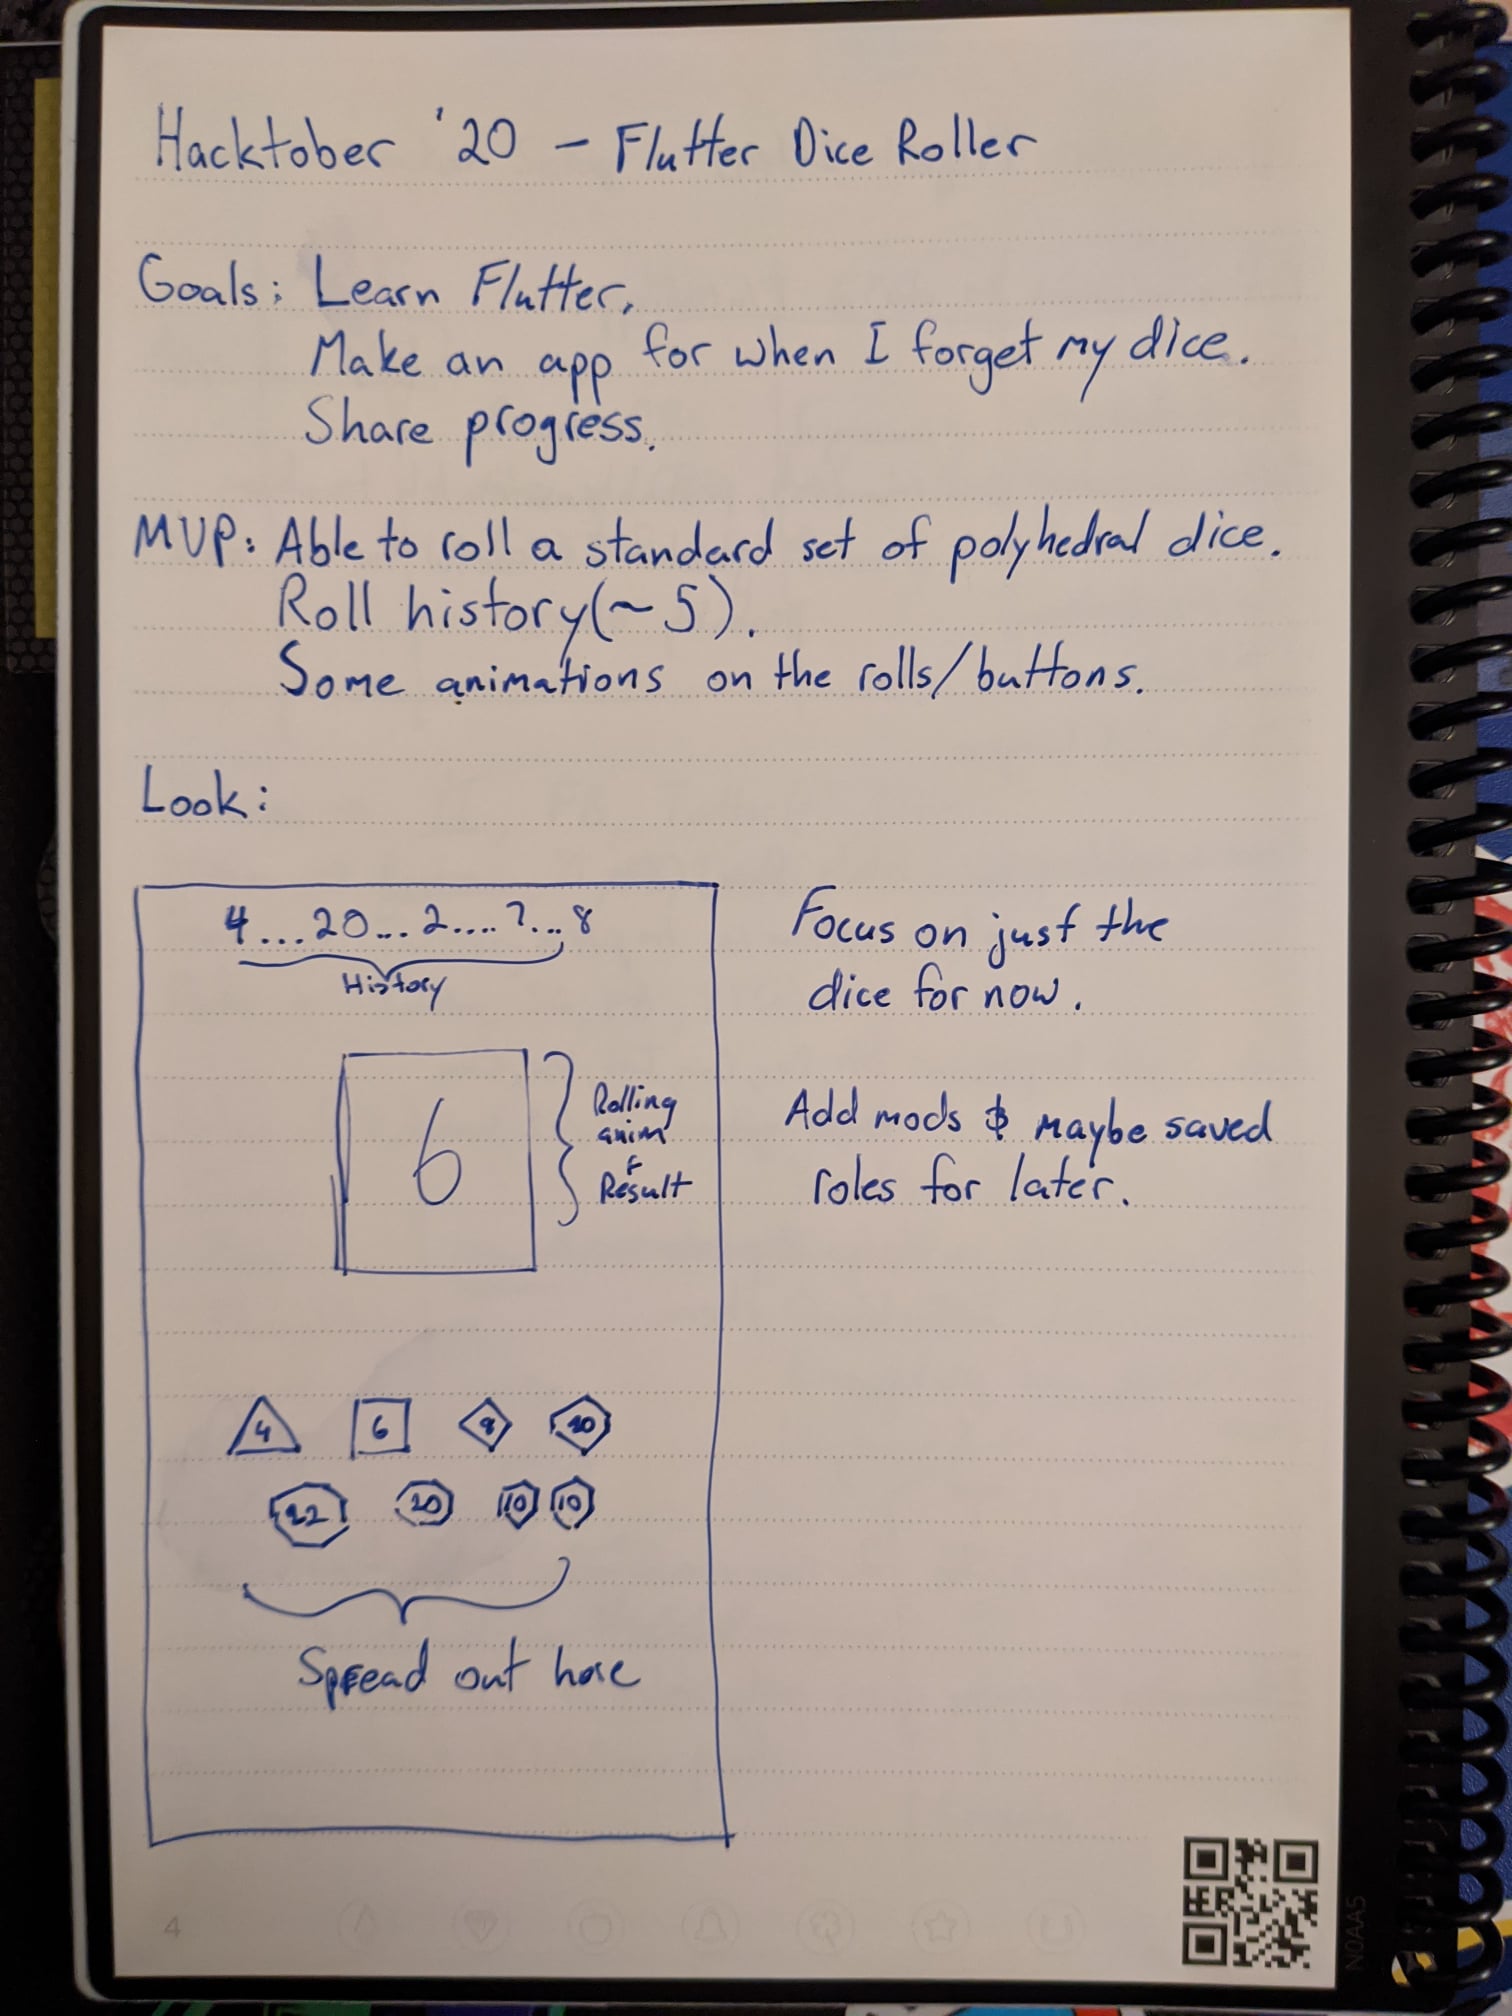 Hacktober '20 - Flutter Dice Roller
Goals: Learn Flutter.
Make an app for when I forget my dice.
Share progress.
MVP: Able to roll a standard set of polyhedral dice.
Roll history(~5).
Some animations on the rolls/buttons.
Look:
4...20...2....7...8
History
6
Rolling
anim
+
Result
Focus on just the
dice for now.
Add mods & maybe saved
roles for later.
4 6 8 10
12 20 10 10
Spread out here
4
NOAA5